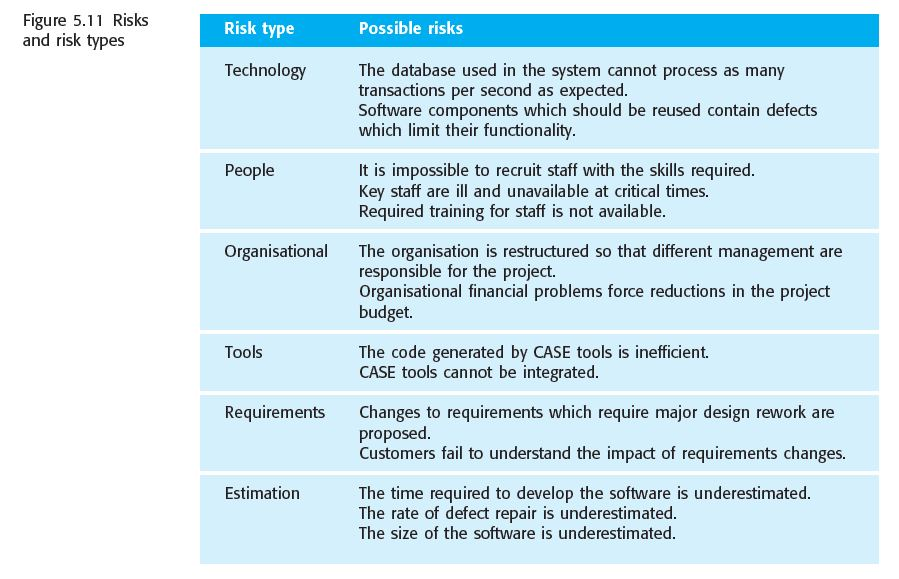 Figure 5.11 Risks
and risk types
Risk type Possible risks
Technology The database used in the system cannot process as many
transactions per second as expected.
Software components which should be reused contain defects
which limit their functionality.
People It is impossible to recruit staff with the skills required.
Key staff are ill and unavailable at critical times.
Required training for staff is not available.
Organisational The organisation is restructured so that different management are
responsible for the project.
Organisational financial problems force reductions in the project
budget.
Tools The code generated by CASE tools is inefficient.
CASE tools cannot be integrated.
Requirements Changes to requirements which require major design rework are
proposed.
Customers fail to understand the impact of requirements changes.
Estimation The time required to develop the software is underestimated.
The rate of defect repair is underestimated.
The size of the software is underestimated.